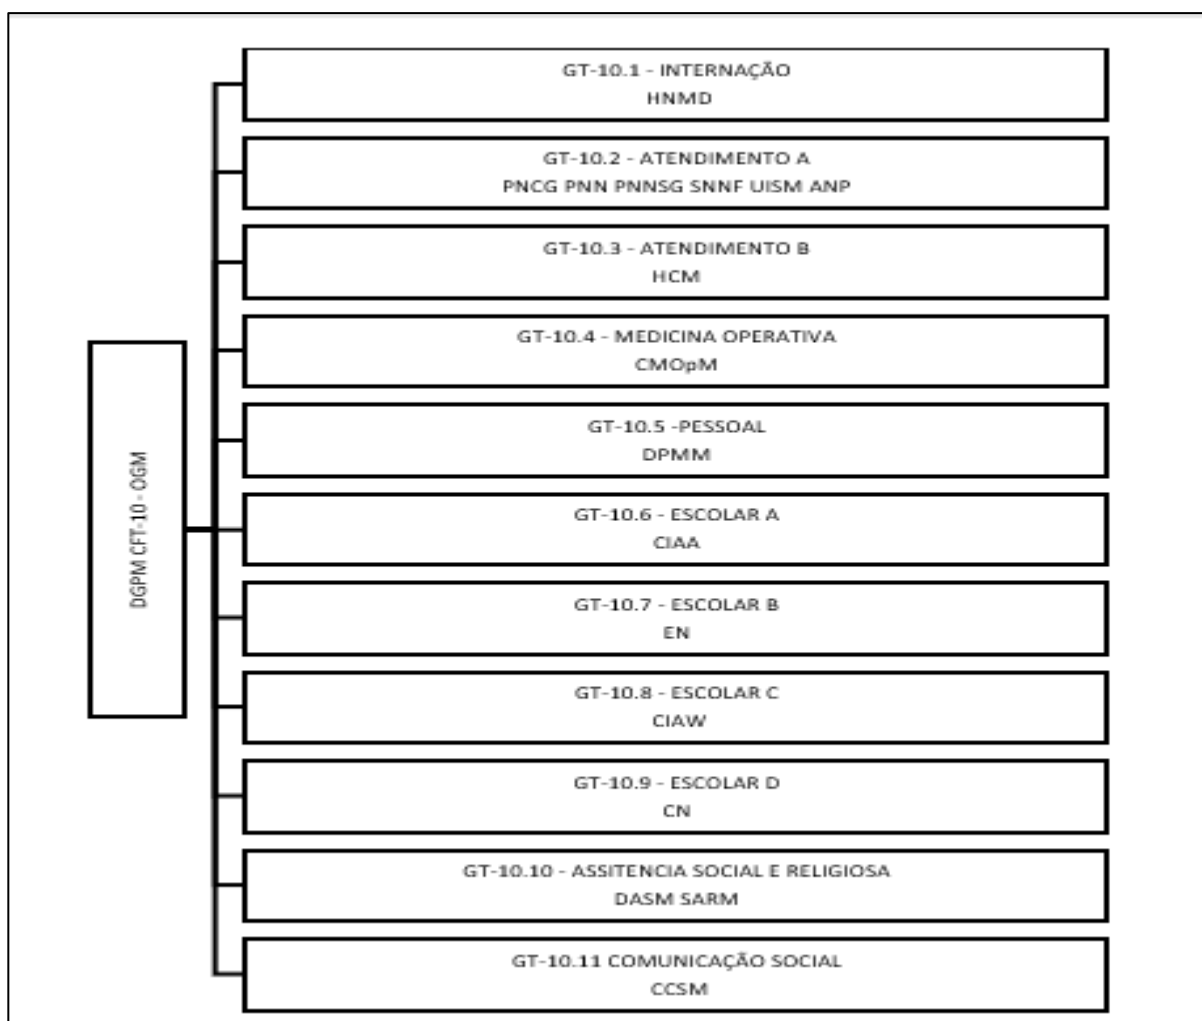 DGPM CFT-10 - OGM
GT-10.1 - INTERNAÇÃO
HNMD
GT-10.2 - ATENDIMENTO A
PNCG PNN PNNSG SNNF UISM ANP
GT-10.3 - ATENDIMENTO B
HCM
GT-10.4 - MEDICINA OPERATIVA
CMOpM
GT-10.5 -PESSOAL
DPMM
GT-10.6 - ESCOLAR A
CIAA
GT-10.7 - ESCOLAR B
EN
GT-10.8 - ESCOLAR C
CIAW
GT-10.9 - ESCOLAR D
CN
GT-10.10 - ASSITENCIA SOCIAL E RELIGIOSA
DASM SARM
GT-10.11 COMUNICAÇÃO SOCIAL
CCSM